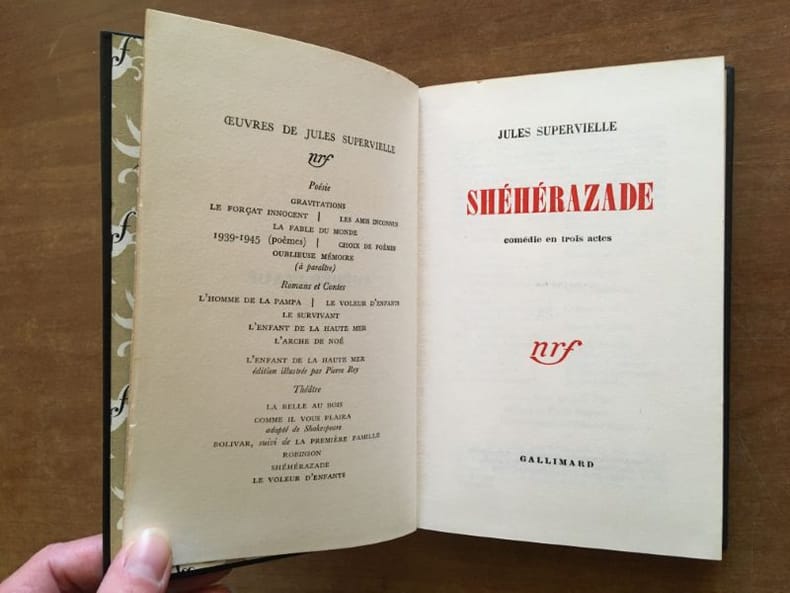 ŒUVRES DE JULES SUPERVIELLE
nrf
Poésie
GRAVITATIONS
LE FORÇAT INNOCENT | LES AMIS INCONNUS
LA FABLE DU MONDE
1939-1945 (poèmes) | CHOIX DE POÈMES
OUBLIEUSE MÉMOIRE
(à paraître)
Romans et Contes
L'HOMME DE LA PAMPA | LE VOLEUR D'ENFANTS
LE SURVIVANT
L'ENFANT DE LA HAUTE MER
L'ARCHE DE NOÉ
L'ENFANT DE LA HAUTE MER
édition illustrée par Pierre Roy
Théâtre
LA BELLE AU BOIS
COMME IL VOUS PLAIRA
adapté de Shakespeare
BOLIVAR, suivi de LA PREMIÈRE FAMILLE
ROBINSON
SHÉHÉRAZADE
LE VOLEUR D'ENFANTS
JULES SUPERVIELLE
SHÉHÉRAZADE
comédie en trois actes
nrf
GALLIMARD